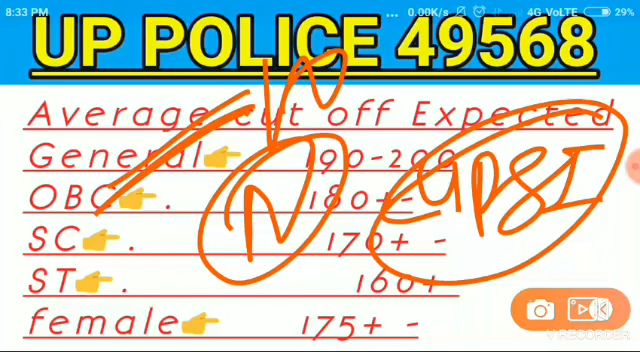 8:33 PM ... 0.00K/s 4G VoLTE 29%
UP POLICE 49568
Average cut off Expected
General👉 190-200
OBC👉. 180+-
SC👉. 170+ -
ST👉. 160+
female👉 175+ -
N
UPSI
V RECORDER